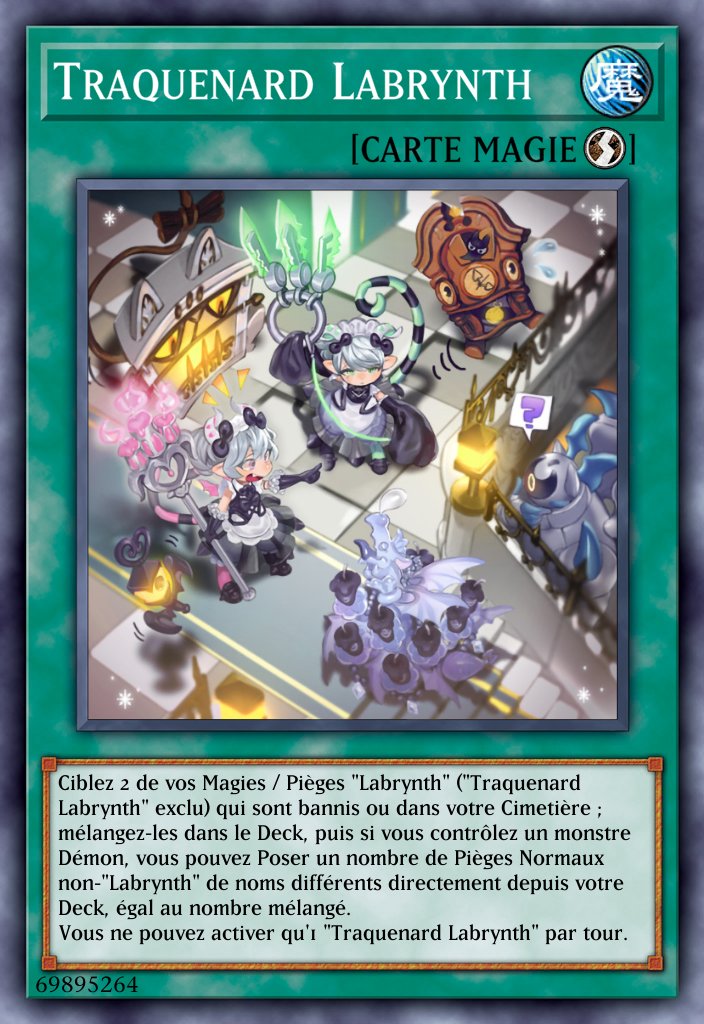 Traquenard Labrynth
魔
[CARTE MAGIE]
?
Ciblez 2 de vos Magies / Pièges "Labrynth" ("Traquenard
Labrynth" exclu) qui sont bannis ou dans votre Cimetière ;
mélangez-les dans le Deck, puis si vous contrôlez un monstre
Démon, vous pouvez Poser un nombre de Pièges Normaux
non-"Labrynth" de noms différents directement depuis votre
Deck, égal au nombre mélangé.
Vous ne pouvez activer qu'1 "Traquenard Labrynth" par tour.
69895264